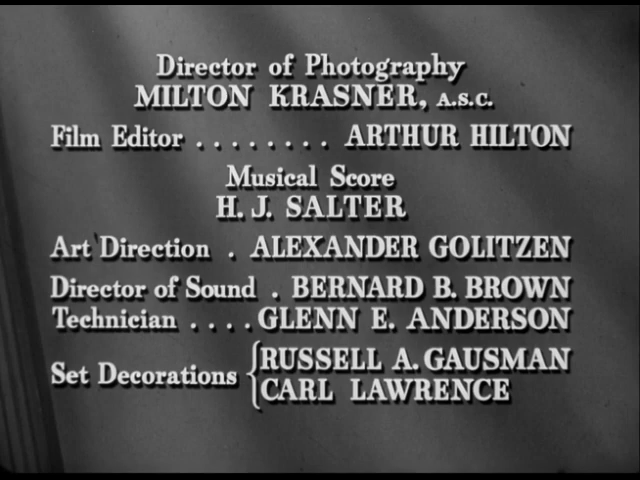 Director of Photography
MILTON KRASNER, A.S.C.
Film Editor . . . . . . . . ARTHUR HILTON
Musical Score
H. J. SALTER
Art Direction . ALEXANDER GOLITZEN
Director of Sound . BERNARD B. BROWN
Technician . . . . GLENN E. ANDERSON
Set Decorations { RUSSELL A. GAUSMAN
CARL LAWRENCE